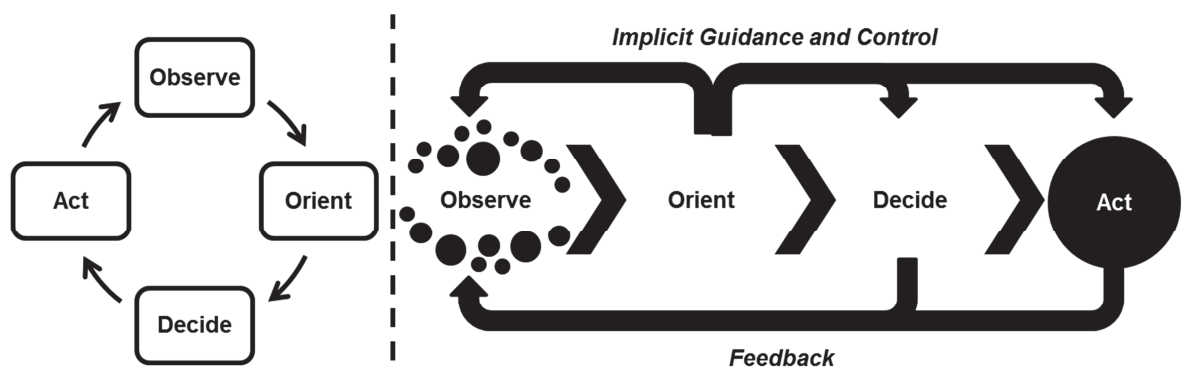 Observe
Act
Orient
Decide
Implicit Guidance and Control
Observe
Orient
Decide
Act
Feedback